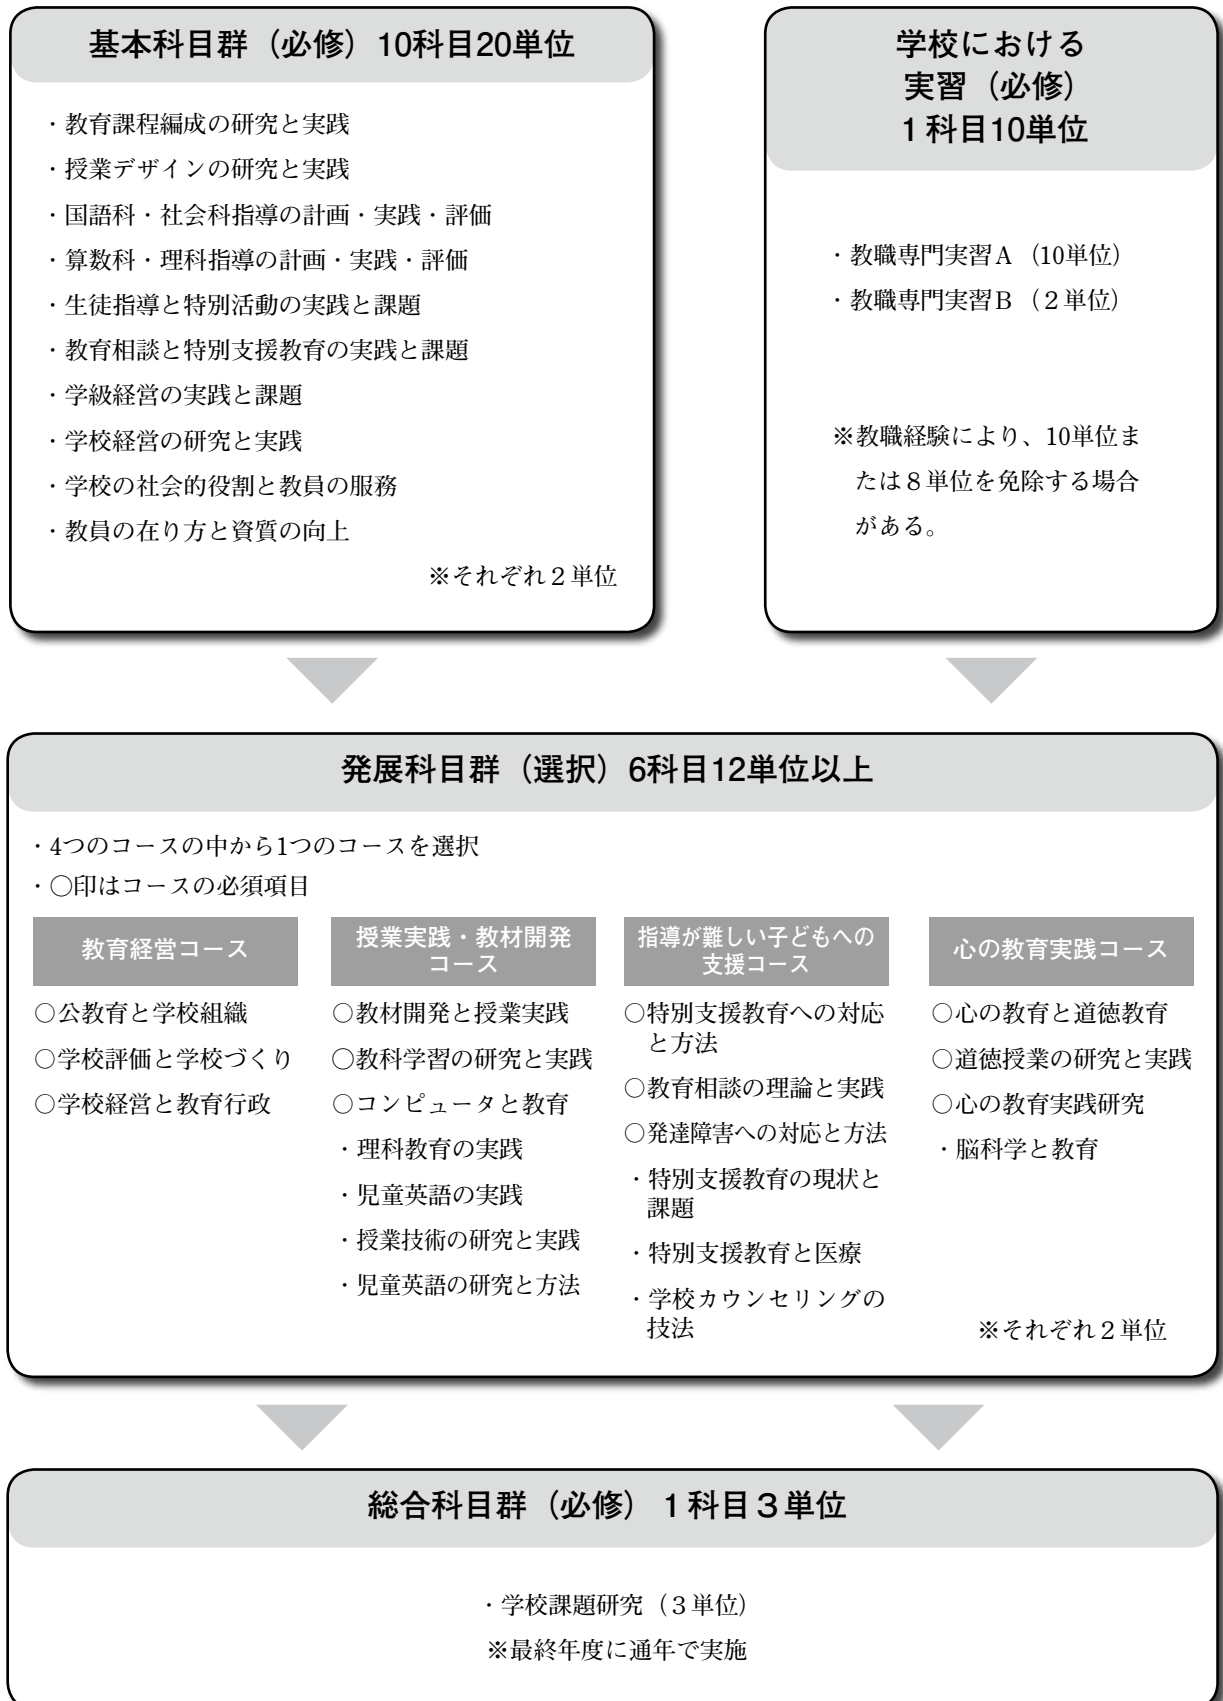 基本科目群（必修）10科目20単位
・教育課程編成の研究と実践
・授業デザインの研究と実践
・国語科・社会科指導の計画・実践・評価
・算数科・理科指導の計画・実践・評価
・生徒指導と特別活動の実践と課題
・教育相談と特別支援教育の実践と課題
・学級経営の実践と課題
・学校経営の研究と実践
・学校の社会的役割と教員の服務
・教員の在り方と資質の向上
※それぞれ２単位
学校における
実習（必修）
１科目10単位
・教職専門実習Ａ（10単位）
・教職専門実習Ｂ（２単位）
※教職経験により、10単位ま
たは８単位を免除する場合
がある。
発展科目群（選択）6科目12単位以上
・4つのコースの中から1つのコースを選択
・○印はコースの必須項目
教育経営コース
○公教育と学校組織
○学校評価と学校づくり
○学校経営と教育行政
授業実践・教材開発
コース
○教材開発と授業実践
○教科学習の研究と実践
○コンピュータと教育
・理科教育の実践
・児童英語の実践
・授業技術の研究と実践
・児童英語の研究と方法
指導が難しい子どもへの
支援コース
○特別支援教育への対応
と方法
○教育相談の理論と実践
○発達障害への対応と方法
・特別支援教育の現状と
課題
・特別支援教育と医療
・学校カウンセリングの
技法
心の教育実践コース
○心の教育と道徳教育
○道徳授業の研究と実践
○心の教育実践研究
・脳科学と教育
※それぞれ２単位
総合科目群（必修）１科目３単位
・学校課題研究（３単位）
※最終年度に通年で実施